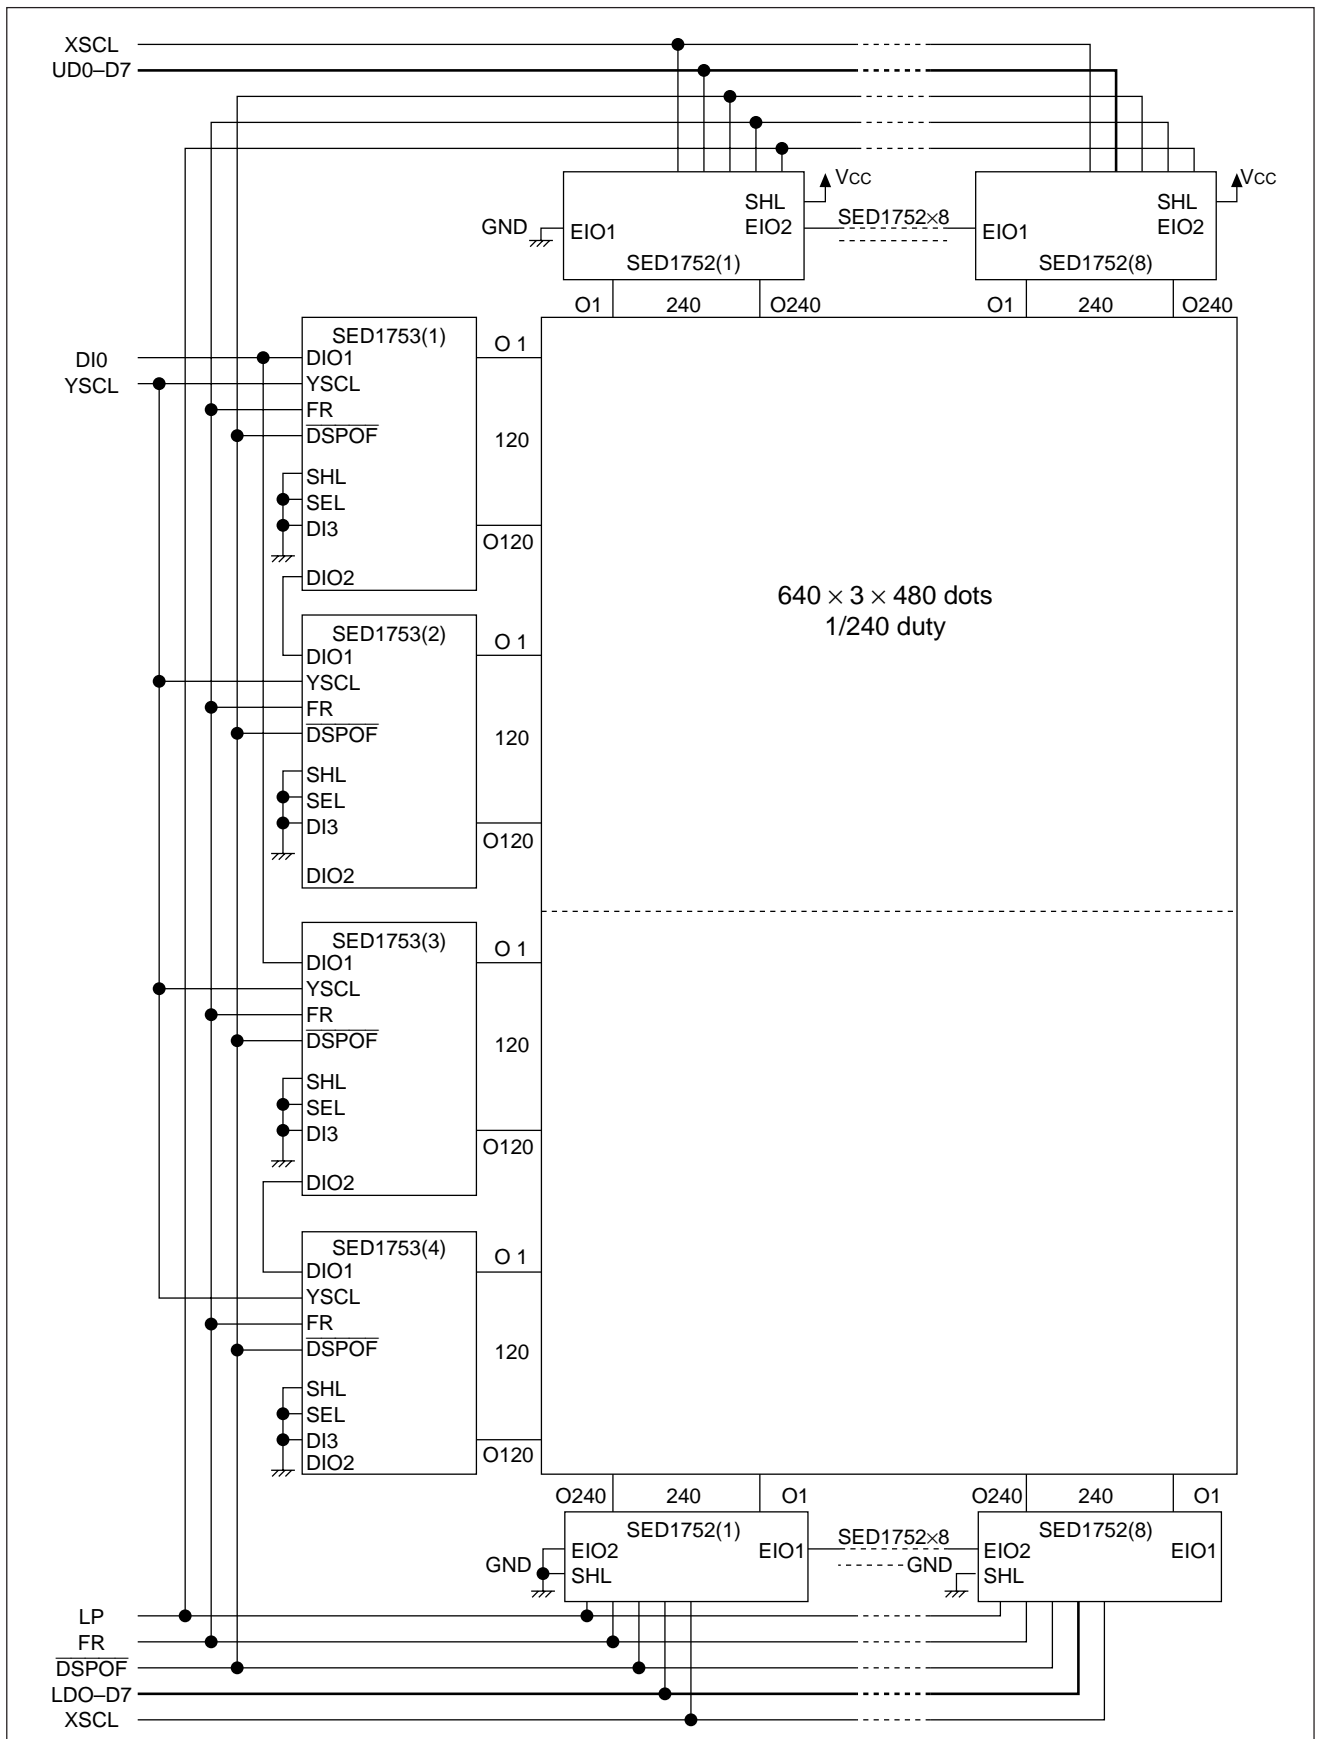 XSCL
UD0–D7
VCC
VCC
SHL
SHL
GND
EIO1
EIO2
SED1752×8
EIO1
EIO2
SED1752(1)
SED1752(8)
O1
240
O240
O1
240
O240
SED1753(1)
O 1
DI0
DIO1
YSCL
YSCL
FR
DSPOF
120
SHL
SEL
DI3
O120
DIO2
640 × 3 × 480 dots
1/240 duty
SED1753(2)
O 1
DIO1
YSCL
FR
DSPOF
120
SHL
SEL
DI3
O120
DIO2
SED1753(3)
O 1
DIO1
YSCL
FR
DSPOF
120
SHL
SEL
DI3
O120
DIO2
SED1753(4)
O 1
DIO1
YSCL
FR
DSPOF
120
SHL
SEL
DI3
O120
DIO2
O240
240
O1
O240
240
O1
SED1752(1)
SED1752×8
SED1752(8)
EIO2
EIO1
EIO2
EIO1
GND
SHL
GND
SHL
LP
FR
DSPOF
LDO–D7
XSCL